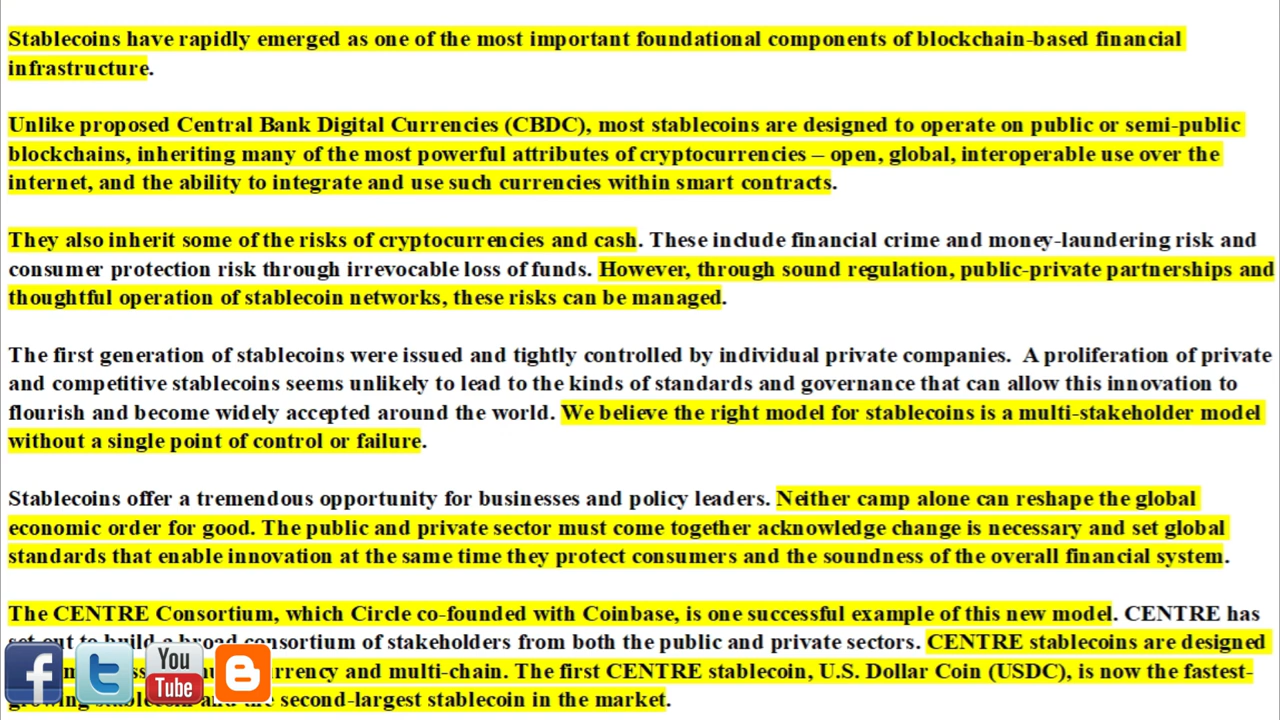 Stablecoins have rapidly emerged as one of the most important foundational components of blockchain-based financial
infrastructure.
Unlike proposed Central Bank Digital Currencies (CBDC), most stablecoins are designed to operate on public or semi-public
blockchains, inheriting many of the most powerful attributes of cryptocurrencies – open, global, interoperable use over the
internet, and the ability to integrate and use such currencies within smart contracts.
They also inherit some of the risks of cryptocurrencies and cash. These include financial crime and money-laundering risk and
consumer protection risk through irrevocable loss of funds. However, through sound regulation, public-private partnerships and
thoughtful operation of stablecoin networks, these risks can be managed.
The first generation of stablecoins were issued and tightly controlled by individual private companies.  A proliferation of private
and competitive stablecoins seems unlikely to lead to the kinds of standards and governance that can allow this innovation to
flourish and become widely accepted around the world. We believe the right model for stablecoins is a multi-stakeholder model
without a single point of control or failure.
Stablecoins offer a tremendous opportunity for businesses and policy leaders. Neither camp alone can reshape the global
economic order for good. The public and private sector must come together acknowledge change is necessary and set global
standards that enable innovation at the same time they protect consumers and the soundness of the overall financial system.
The CENTRE Consortium, which Circle co-founded with Coinbase, is one successful example of this new model. CENTRE has
set out to build a broad consortium of stakeholders from both the public and private sectors. CENTRE stablecoins are designed
and multi-chain. The first CENTRE stablecoin, U.S. Dollar Coin (USDC), is now the fastest-
growing stablecoin and the second-largest stablecoin in the market.
f t You Tube B